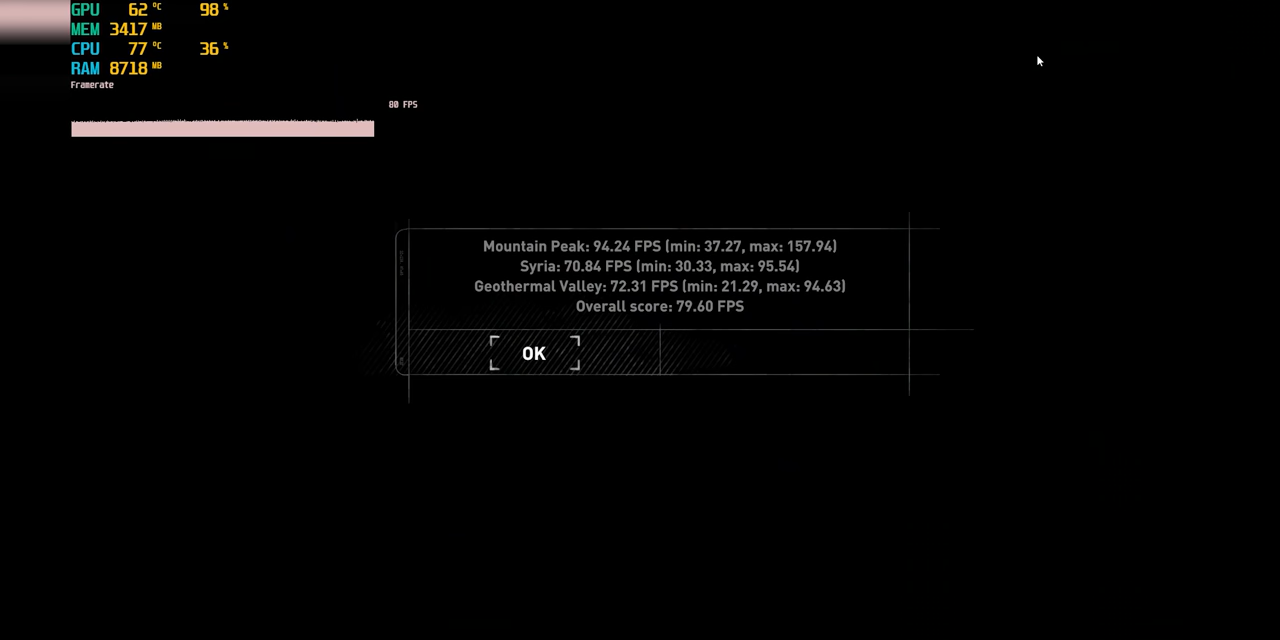 GPU 62 °C 98 %
MEM 3417 MB
CPU 77 °C 36 %
RAM 8718 MB
Framerate
80 FPS
Mountain Peak: 94.24 FPS (min: 37.27, max: 157.94)
Syria: 70.84 FPS (min: 30.33, max: 95.54)
Geothermal Valley: 72.31 FPS (min: 21.29, max: 94.63)
Overall score: 79.60 FPS
OK